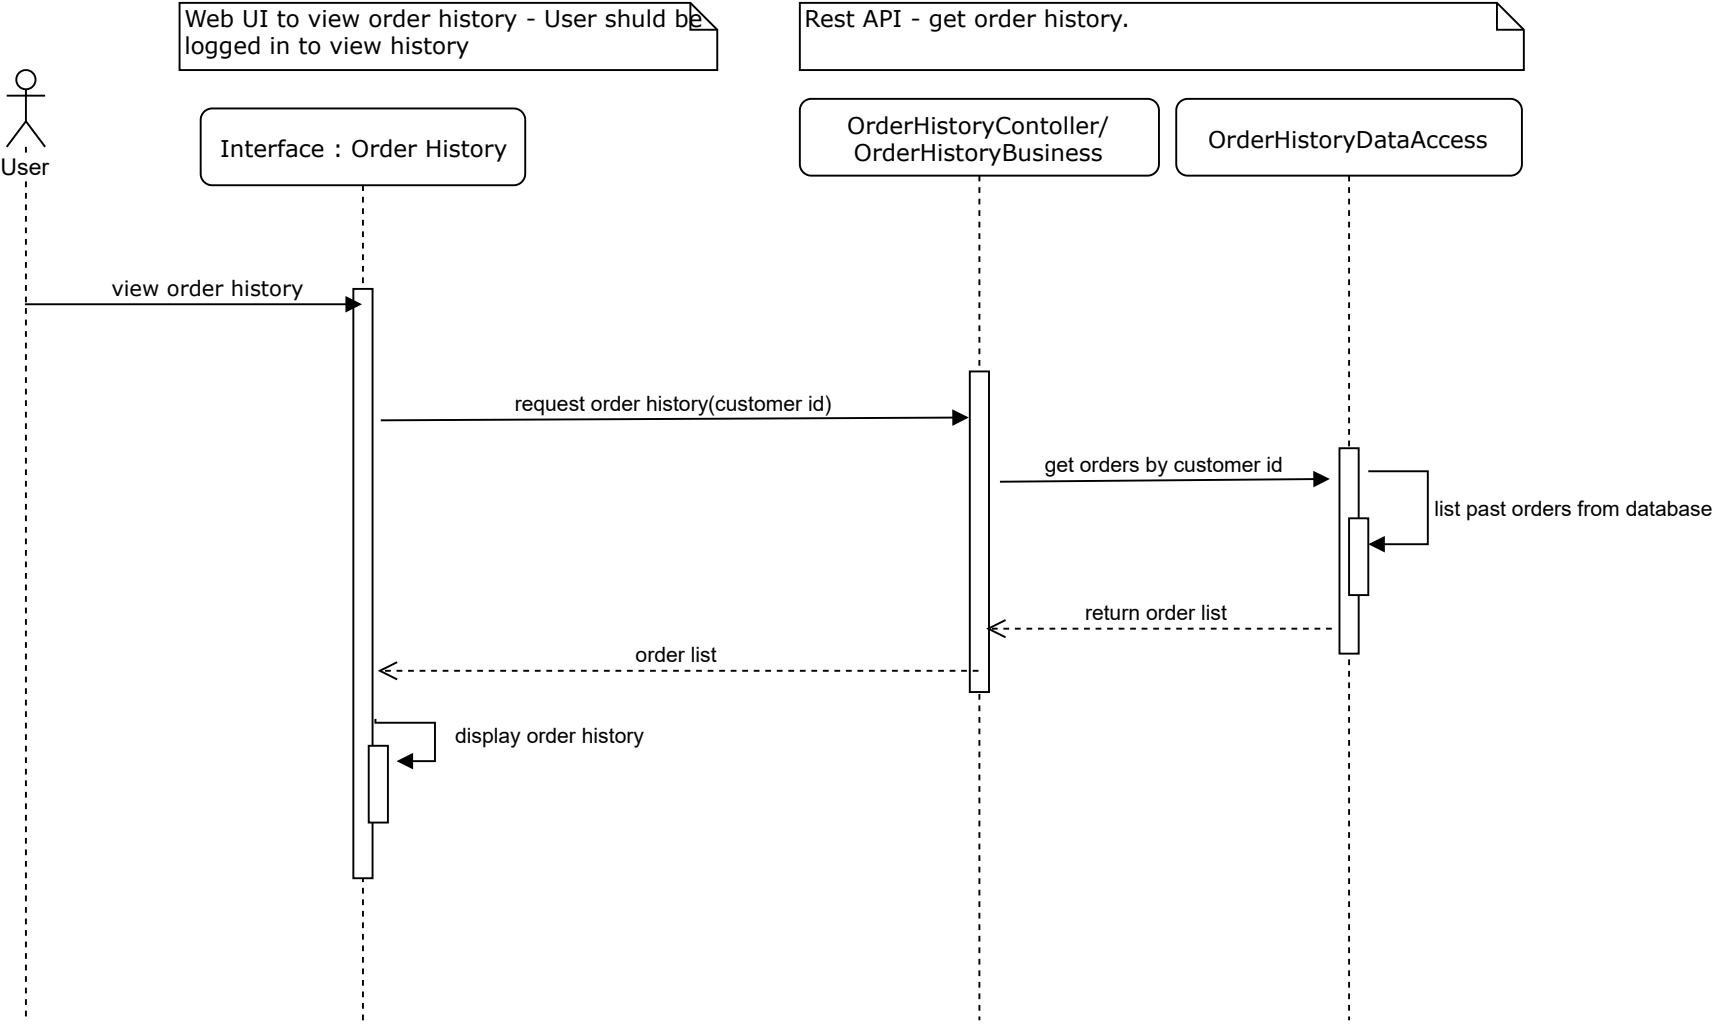 Web UI to view order history - User shuld be
logged in to view history
Rest API - get order history.
User
Interface : Order History
OrderHistoryContoller/
OrderHistoryBusiness
OrderHistoryDataAccess
view order history
request order history(customer id)
get orders by customer id
list past orders from database
return order list
order list
display order history